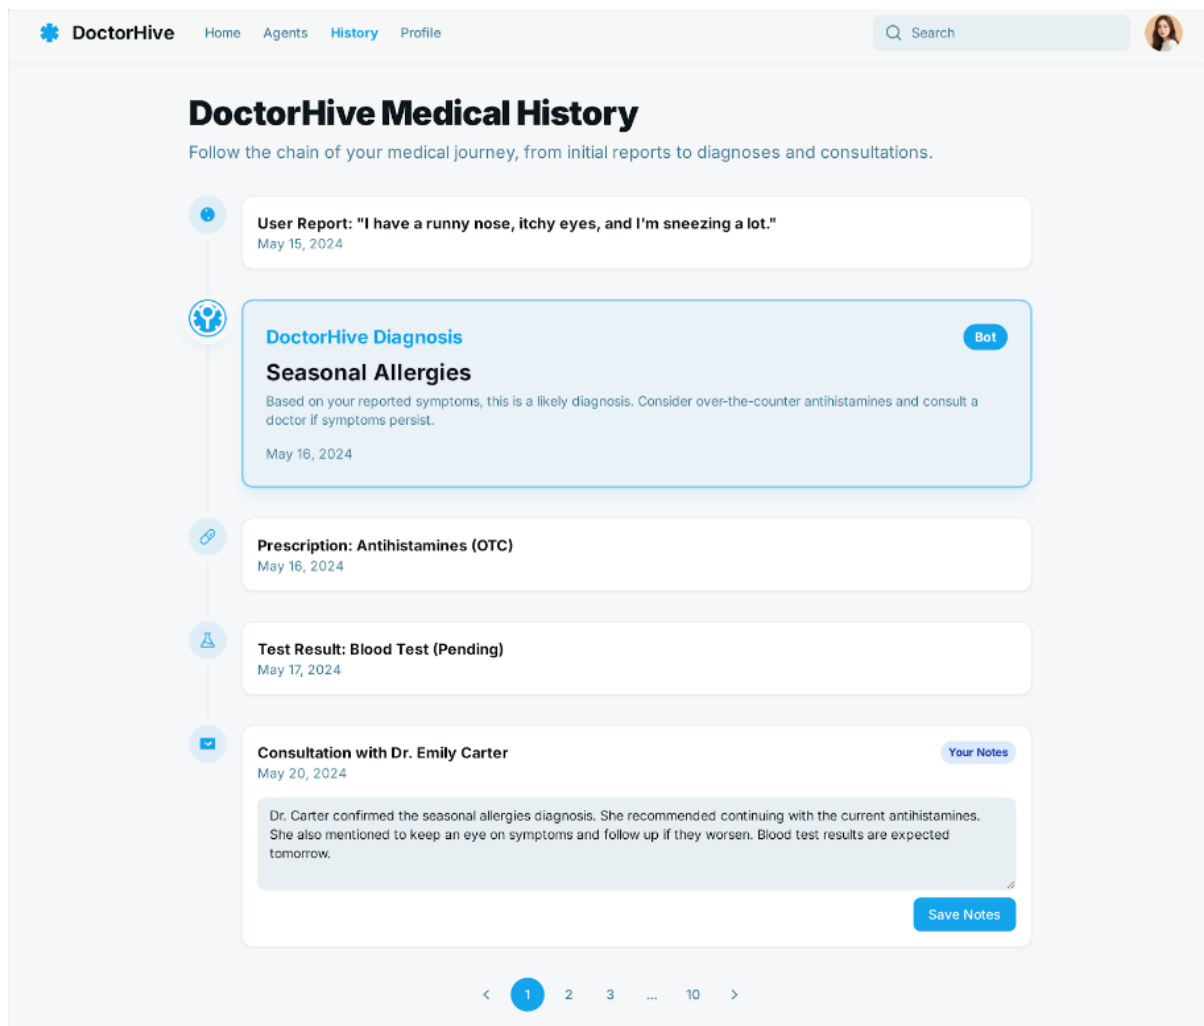 DoctorHive
Home
Agents
History
Profile
Search
DoctorHive Medical History
Follow the chain of your medical journey, from initial reports to diagnoses and consultations.
User Report: "I have a runny nose, itchy eyes, and I'm sneezing a lot."
May 15, 2024
DoctorHive Diagnosis
Bot
Seasonal Allergies
Based on your reported symptoms, this is a likely diagnosis. Consider over-the-counter antihistamines and consult a
doctor if symptoms persist.
May 16, 2024
Prescription: Antihistamines (OTC)
May 16, 2024
Test Result: Blood Test (Pending)
May 17, 2024
Consultation with Dr. Emily Carter
Your Notes
May 20, 2024
Dr. Carter confirmed the seasonal allergies diagnosis. She recommended continuing with the current antihistamines.
She also mentioned to keep an eye on symptoms and follow up if they worsen. Blood test results are expected
tomorrow.
Save Notes
1 2 3 ... 10